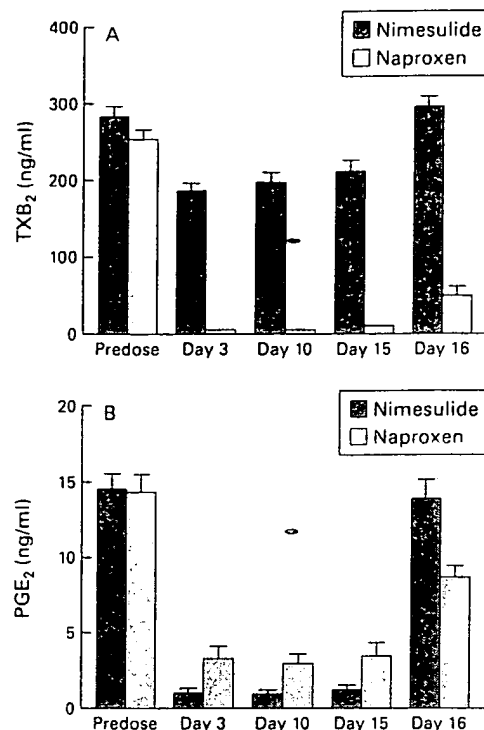 A
Nimesulide
Naproxen
400
300
200
100
0
TXB₂ (ng/ml)
Predose Day 3 Day 10 Day 15 Day 16
B
Nimesulide
Naproxen
20
15
10
5
0
PGE₂ (ng/ml)
Predose Day 3 Day 10 Day 15 Day 16